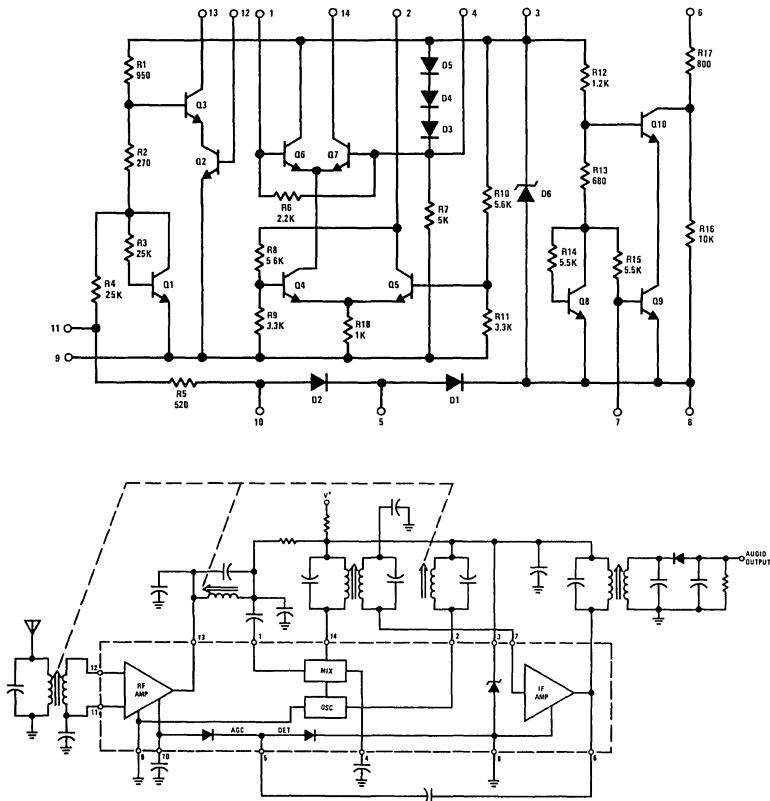 13 12 1 14 2 4 3 6
R1
950
R2
270
R3
25K
R4
25K
Q1
Q3
Q2
Q6
Q7
R6
2.2K
R8
5 6K
R9
3.3K
Q4
Q5
R18
1K
D5
D4
D3
R7
5K
R10
5.6K
R11
3.3K
D6
R12
1.2K
R13
680
R14
5.5K
R15
5.5K
Q8
Q10
Q9
R17
800
R16
10K
11
9
R5
520
D2
D1
10 5 7 8
V+
AUDIO
OUTPUT
13 1 14 2 3 7
12
11
RF
AMP
MIX
OSC
IF
AMP
AGC DET
9 10 5 4 8 6